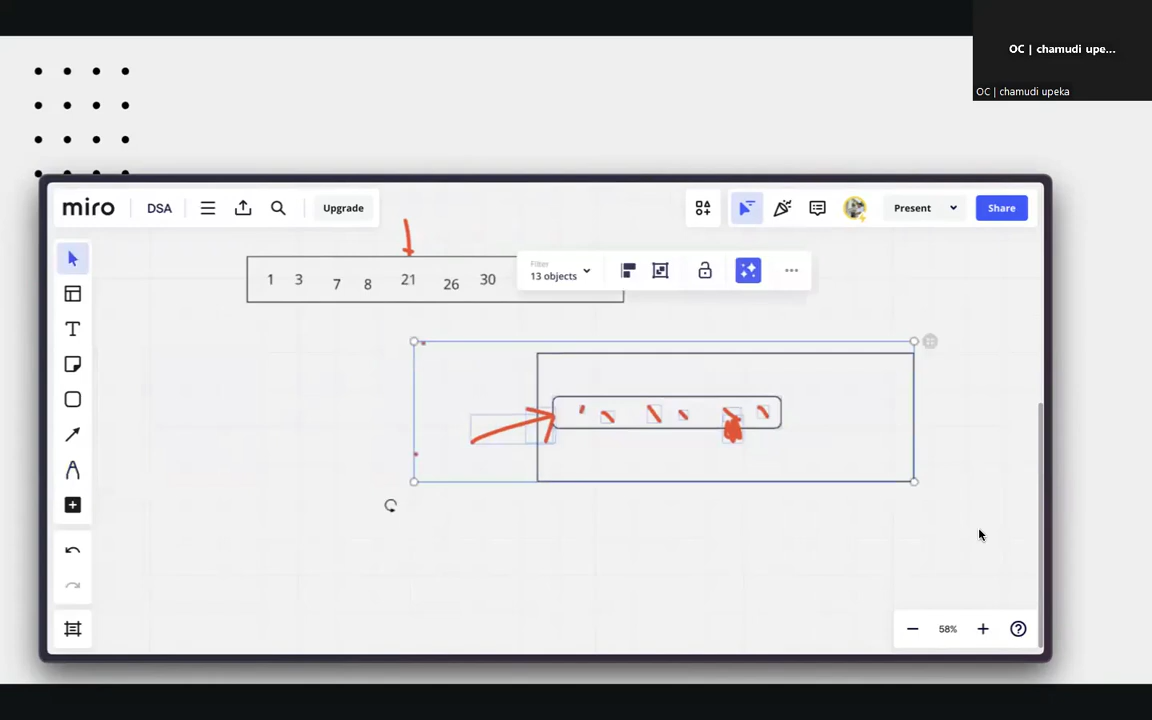 OC | chamudi upe...
OC | chamudi upeka
miro DSA Upgrade Present Share
Filter
13 objects
1 3 7 8 21 26 30
58%